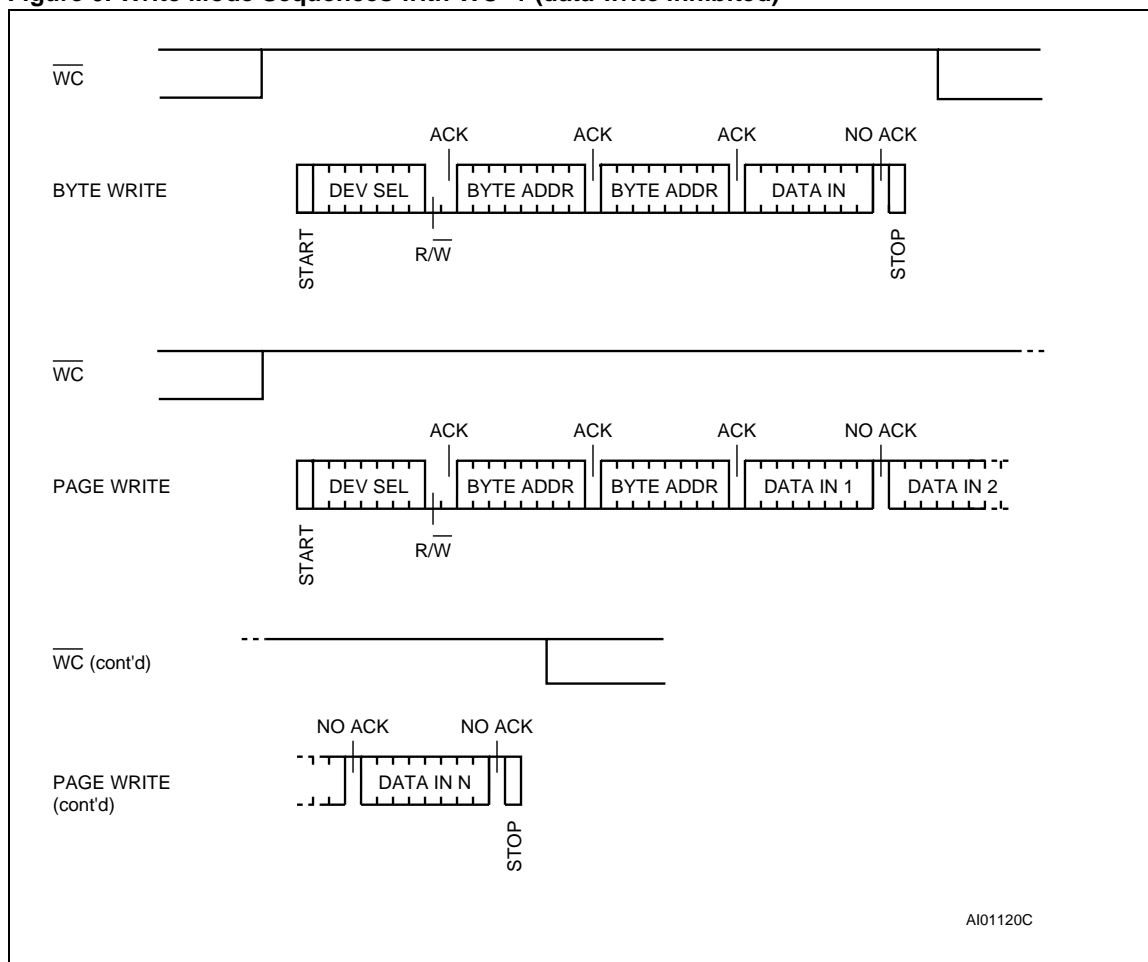 Figure 6. Write Mode Sequences with WC=1 (data write inhibited)
WC
ACK ACK ACK NO ACK
BYTE WRITE DEV SEL BYTE ADDR BYTE ADDR DATA IN
R/W
START
STOP
WC
ACK ACK ACK NO ACK
PAGE WRITE DEV SEL BYTE ADDR BYTE ADDR DATA IN 1 DATA IN 2
R/W
START
WC (cont'd)
NO ACK NO ACK
PAGE WRITE DATA IN N
(cont'd)
STOP
AI01120C